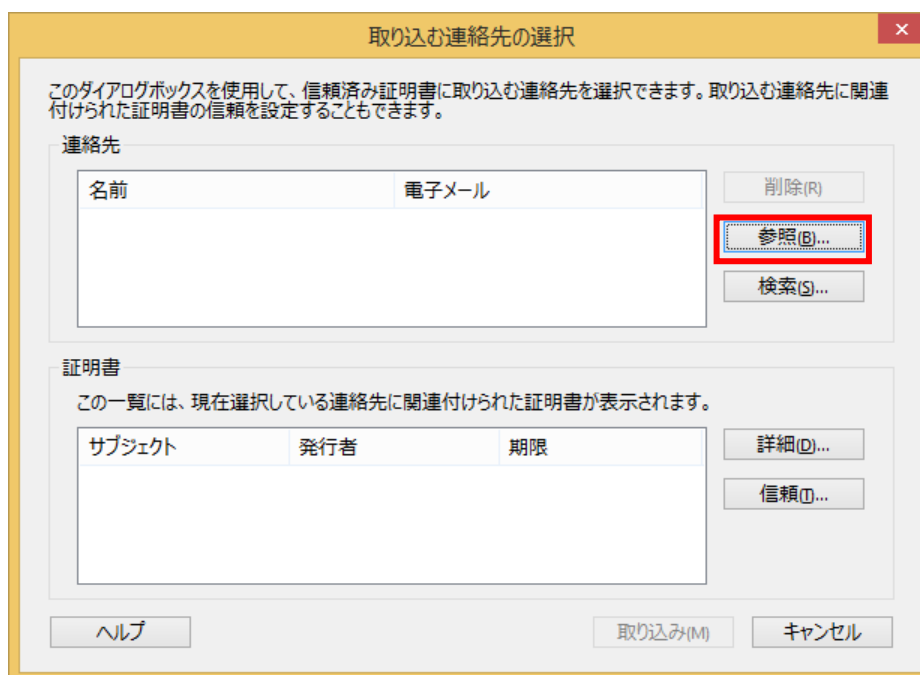 取り込む連絡先の選択
このダイアログボックスを使用して、信頼済み証明書に取り込む連絡先を選択できます。取り込む連絡先に関連
付けられた証明書の信頼を設定することもできます。
連絡先
名前 電子メール
削除(R)
参照(B)...
検索(S)...
証明書
この一覧には、現在選択している連絡先に関連付けられた証明書が表示されます。
サブジェクト 発行者 期限
詳細(D)...
信頼(T)...
ヘルプ 取り込み(M) キャンセル